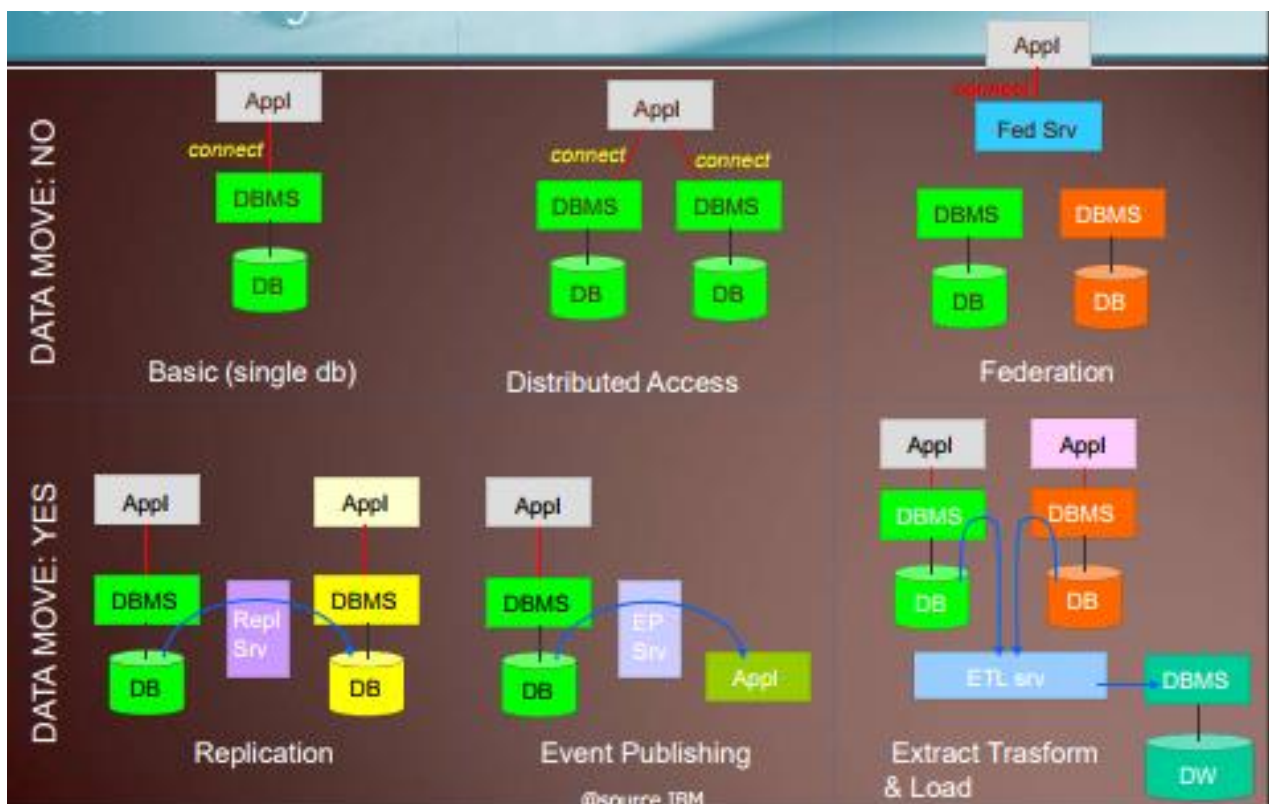 Appl
Appl
Appl
connect
Fed Srv
connect
connect
connect
DBMS
DBMS
DBMS
DBMS
DBMS
DB
DB
DB
DB
DB
DATA MOVE: NO
Basic (single db)
Distributed Access
Federation
Appl
Appl
Appl
Appl
Appl
DBMS
DBMS
DBMS
DBMS
DBMS
Repl
Srv
EP
Srv
DB
DB
DB
DB
DB
Appl
ETL srv
DBMS
DW
DATA MOVE: YES
Replication
Event Publishing
Extract Trasform
& Load
@source IBM